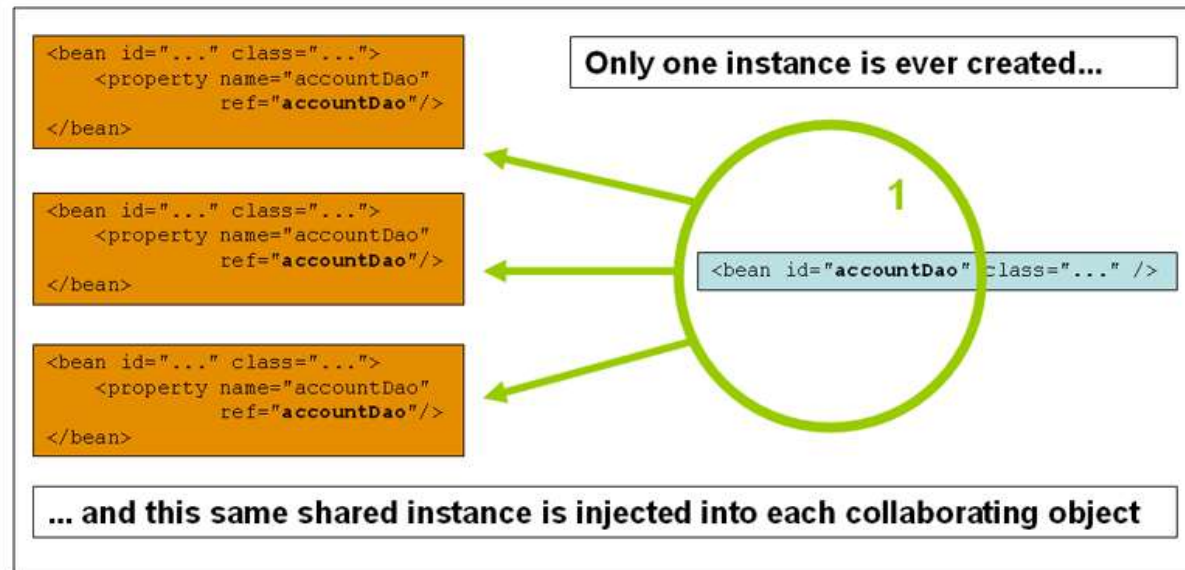 <bean id="..." class="...">
    <property name="accountDao"
              ref="accountDao"/>
</bean>
Only one instance is ever created...
<bean id="..." class="...">
    <property name="accountDao"
              ref="accountDao"/>
</bean>
1
<bean id="accountDao" class="..." />
<bean id="..." class="...">
    <property name="accountDao"
              ref="accountDao"/>
</bean>
... and this same shared instance is injected into each collaborating object